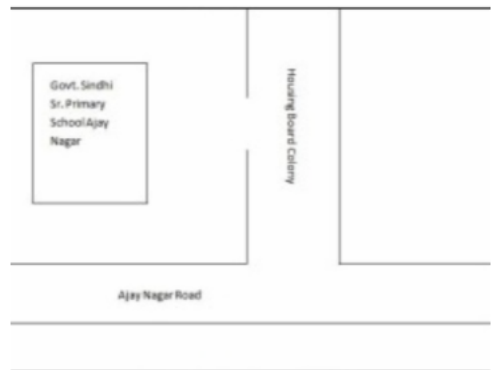 Govt. Sindhi
Sr. Primary
School Ajay
Nagar
Housing Board Colony
Ajay Nagar Road